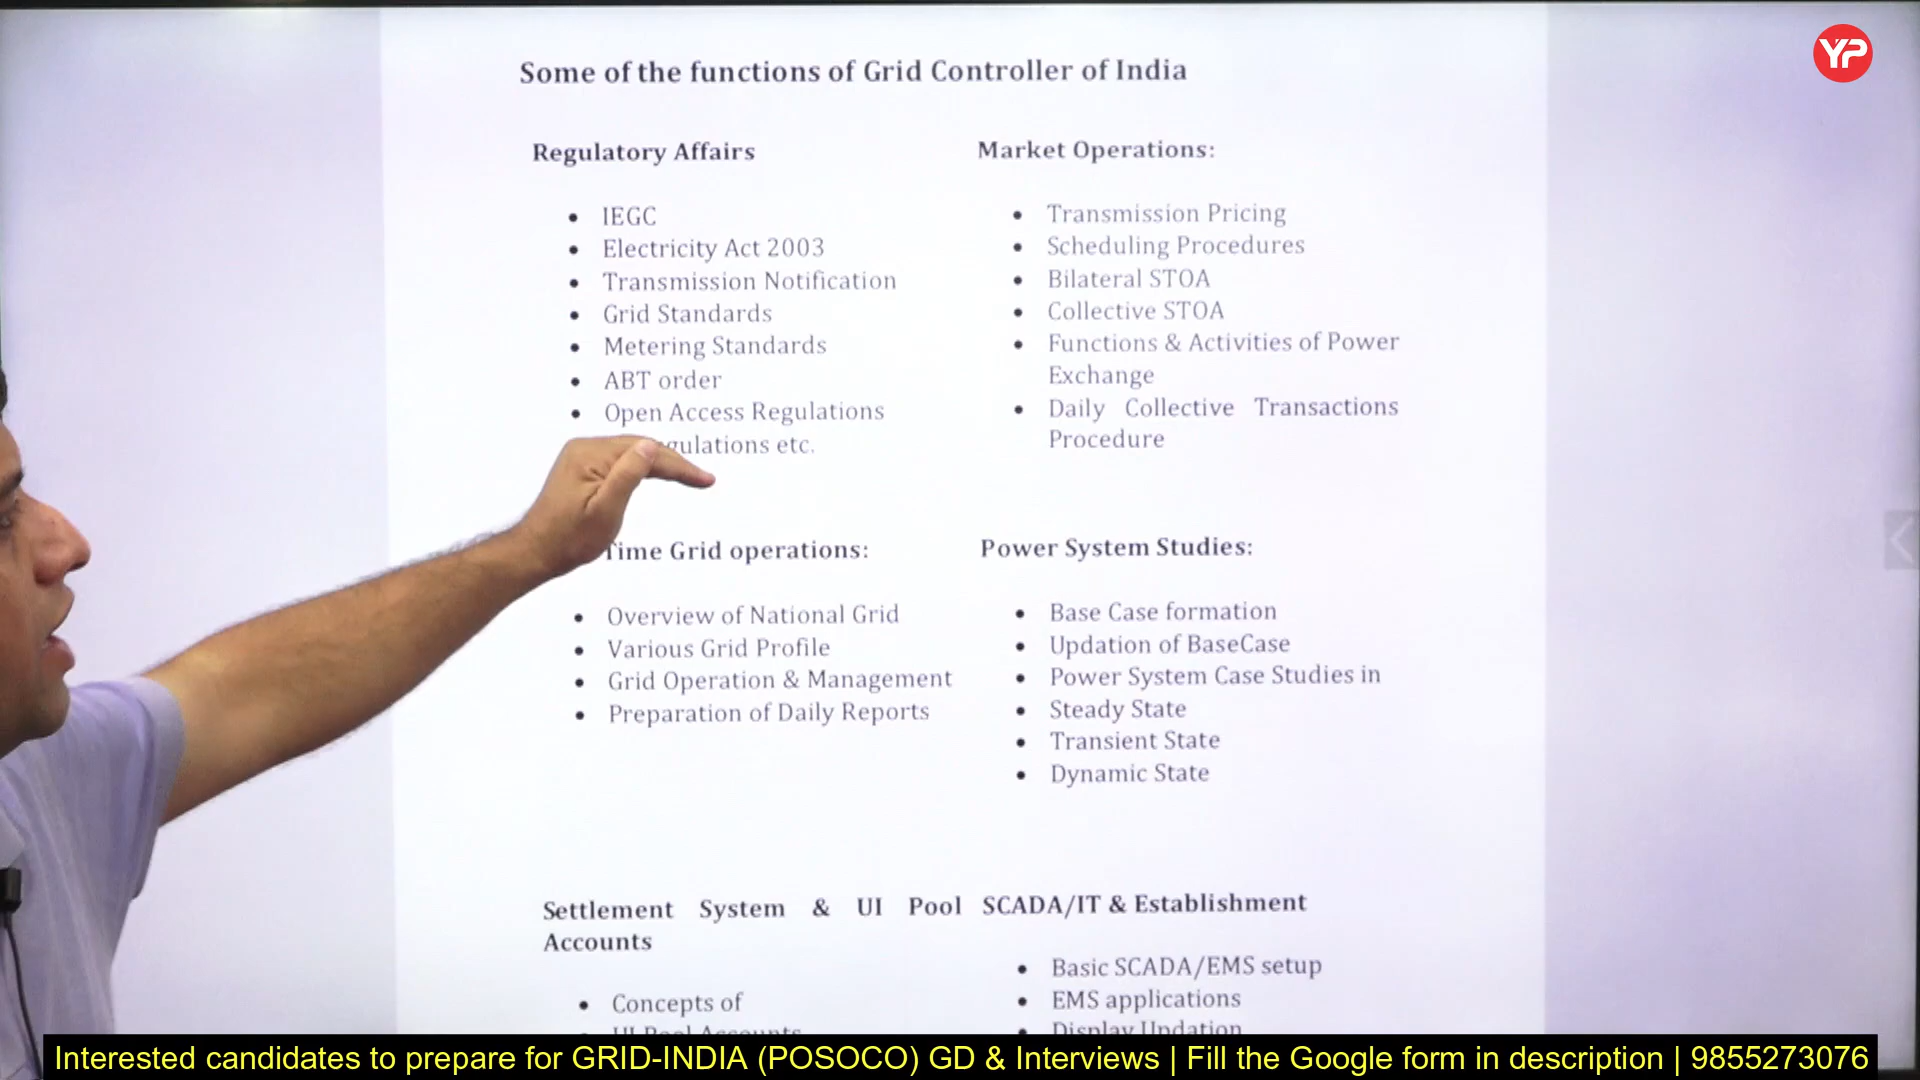 YP
Some of the functions of Grid Controller of India
Regulatory Affairs
IEGC
Electricity Act 2003
Transmission Notification
Grid Standards
Metering Standards
ABT order
Open Access Regulations
gulations etc.
Market Operations:
Transmission Pricing
Scheduling Procedures
Bilateral STOA
Collective STOA
Functions & Activities of Power
Exchange
Daily Collective Transactions
Procedure
Time Grid operations:
Overview of National Grid
Various Grid Profile
Grid Operation & Management
Preparation of Daily Reports
Power System Studies:
Base Case formation
Updation of BaseCase
Power System Case Studies in
Steady State
Transient State
Dynamic State
Settlement System & UI Pool
Accounts
Concepts of
UI Pool Accounts
SCADA/IT & Establishment
Basic SCADA/EMS setup
EMS applications
Display Updation
Interested candidates to prepare for GRID-INDIA (POSOCO) GD & Interviews | Fill the Google form in description | 9855273076